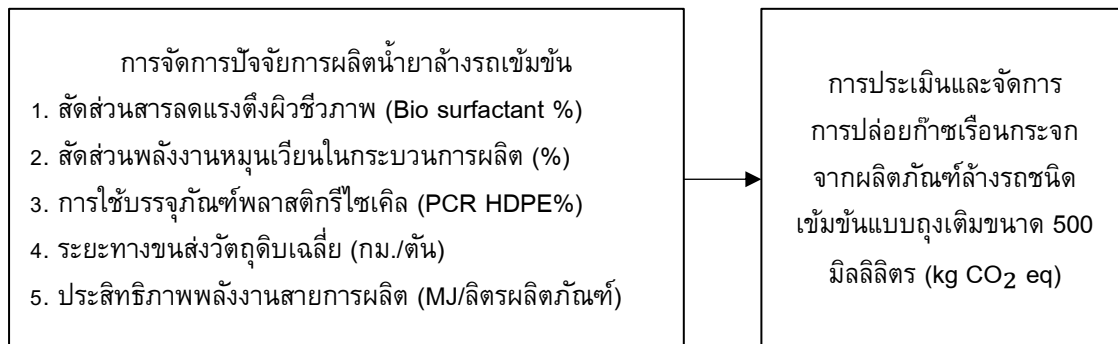 การจัดการปัจจัยการผลิตน้ำยาล้างรถเข้มข้น
1. สัดส่วนสารลดแรงตึงผิวชีวภาพ (Bio surfactant %)
2. สัดส่วนพลังงานหมุนเวียนในกระบวนการผลิต (%)
3. การใช้บรรจุภัณฑ์พลาสติกรีไซเคิล (PCR HDPE%)
4. ระยะทางขนส่งวัตถุดิบเฉลี่ย (กม./ตัน)
5. ประสิทธิภาพพลังงานสายการผลิต (MJ/ลิตรผลิตภัณฑ์)
การประเมินและจัดการ
การปล่อยก๊าซเรือนกระจก
จากผลิตภัณฑ์ล้างรถชนิด
เข้มข้นแบบถุงเติมขนาด 500
มิลลิลิตร (kg CO₂ eq)